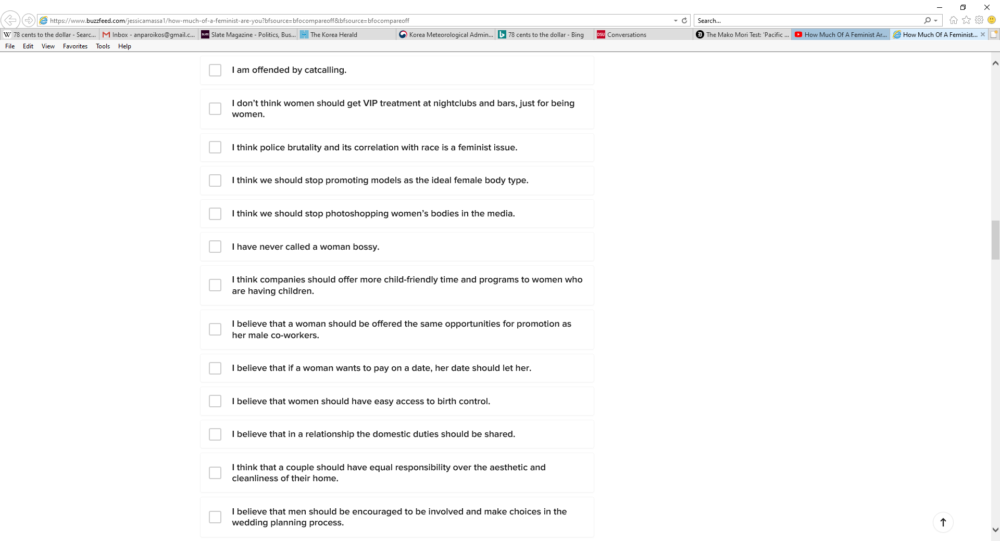 https://www.buzzfeed.com/jessicamassa1/how-much-of-a-feminist-are-you?bfsource=bfocompareoff&bfsource=bfocompareoff
Search...
W 78 cents to the dollar - Searc...
Inbox - anparoikos@gmail.c...
SLATE Slate Magazine - Politics, Bus...
The Korea Herald
Korea Meteorological Admin...
78 cents to the dollar - Bing
DSU Conversations
The Mako Mori Test: 'Pacific ...
How Much Of A Feminist Ar...
How Much Of A Feminist...
File Edit View Favorites Tools Help
I am offended by catcalling.
I don’t think women should get VIP treatment at nightclubs and bars, just for being
women.
I think police brutality and its correlation with race is a feminist issue.
I think we should stop promoting models as the ideal female body type.
I think we should stop photoshopping women’s bodies in the media.
I have never called a woman bossy.
I think companies should offer more child-friendly time and programs to women who
are having children.
I believe that a woman should be offered the same opportunities for promotion as
her male co-workers.
I believe that if a woman wants to pay on a date, her date should let her.
I believe that women should have easy access to birth control.
I believe that in a relationship the domestic duties should be shared.
I think that a couple should have equal responsibility over the aesthetic and
cleanliness of their home.
I believe that men should be encouraged to be involved and make choices in the
wedding planning process.